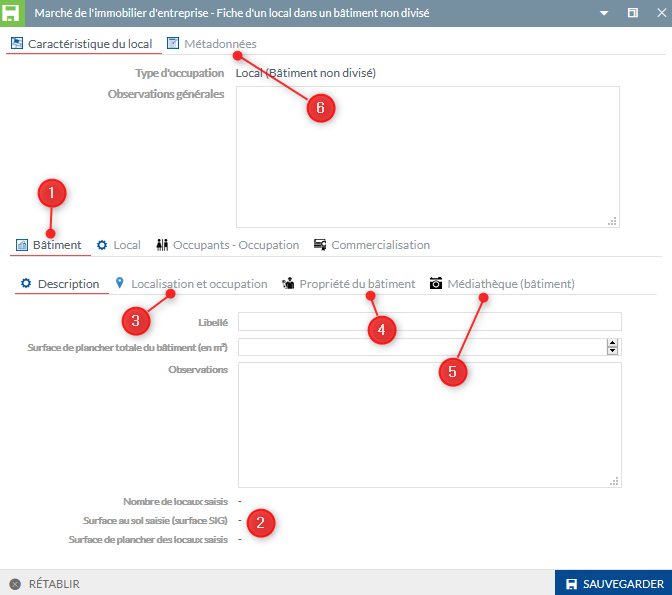 Marché de l'immobilier d'entreprise - Fiche d'un local dans un bâtiment non divisé
Caractéristique du local Métadonnées
Type d'occupation Local (Bâtiment non divisé)
Observations générales
6
1
Bâtiment Local Occupants - Occupation Commercialisation
Description Localisation et occupation Propriété du bâtiment Médiathèque (bâtiment)
Libellé
3
4
Surface de plancher totale du bâtiment (en m²)
Observations
5
Nombre de locaux saisis -
Surface au sol saisie (surface SIG) -
2
Surface de plancher des locaux saisis -
RÉTABLIR SAUVEGARDER